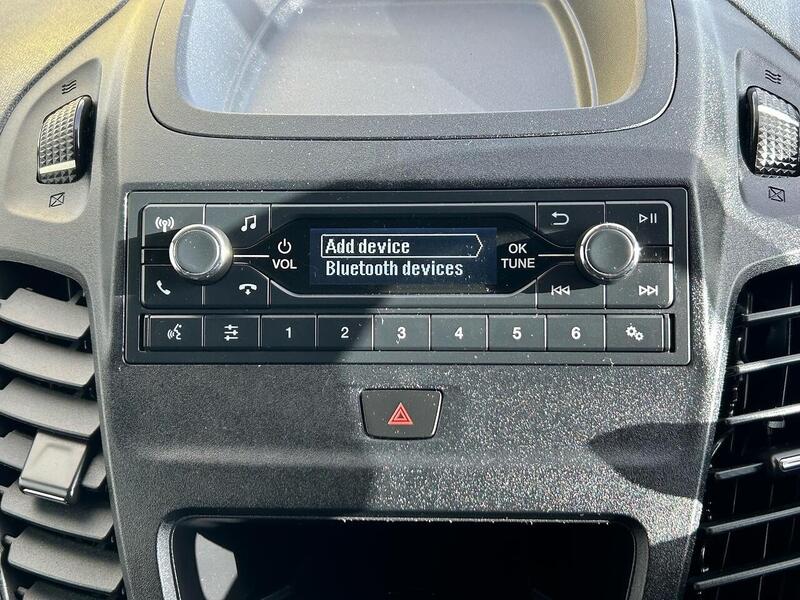 Add device
Bluetooth devices
VOL
OK
TUNE
1 2 3 4 5 6